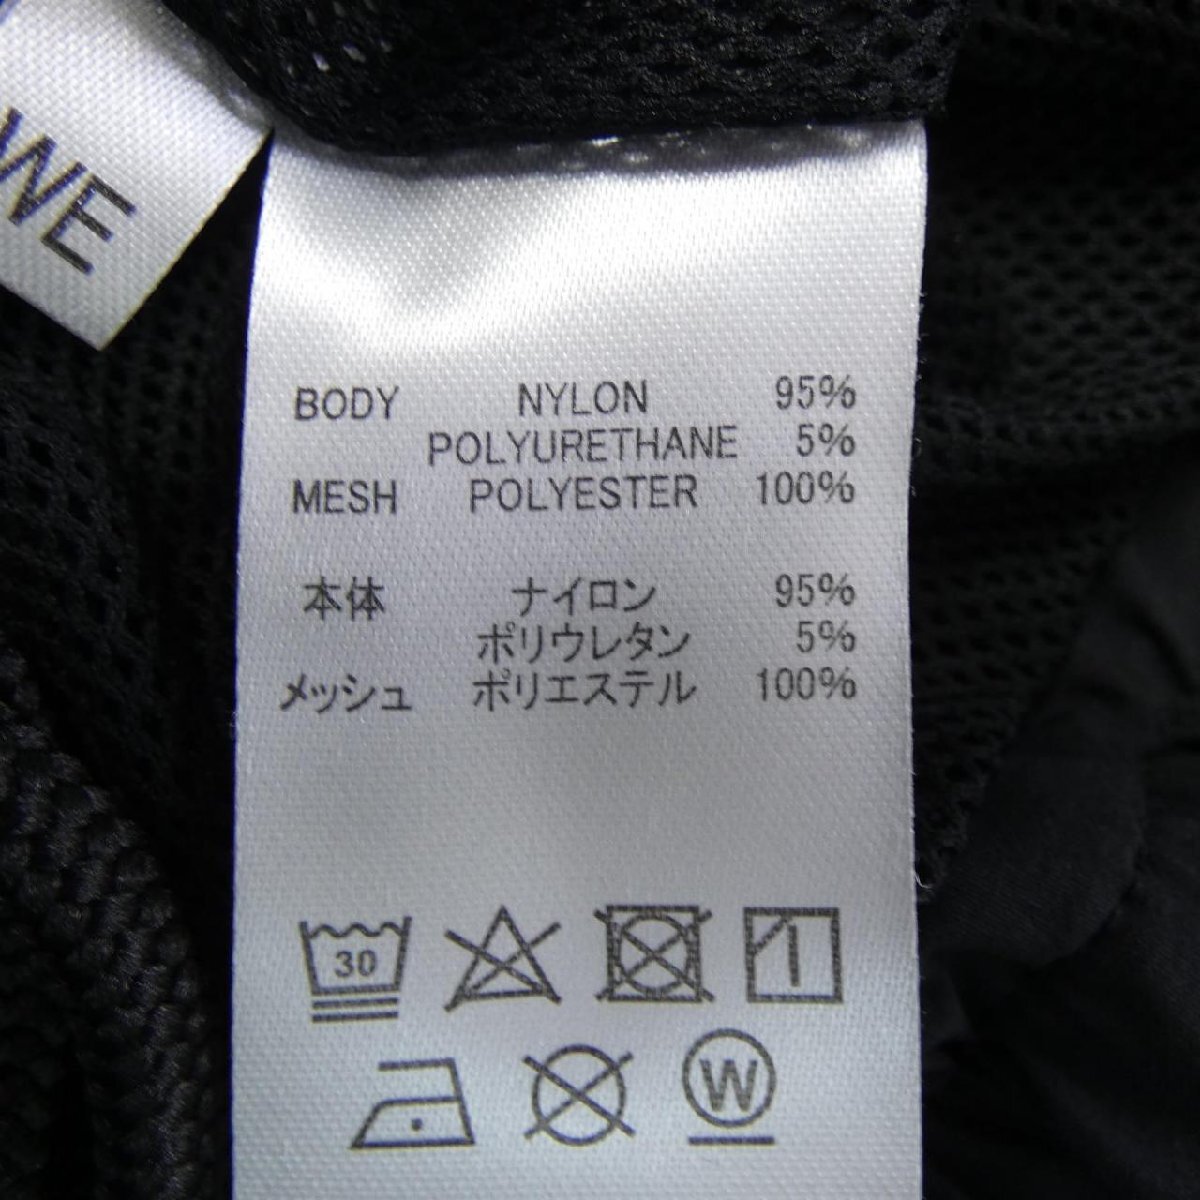 WE
BODY NYLON 95%
POLYURETHANE 5%
MESH POLYESTER 100%
本体 ナイロン 95%
ポリウレタン 5%
メッシュ ポリエステル 100%
30
W